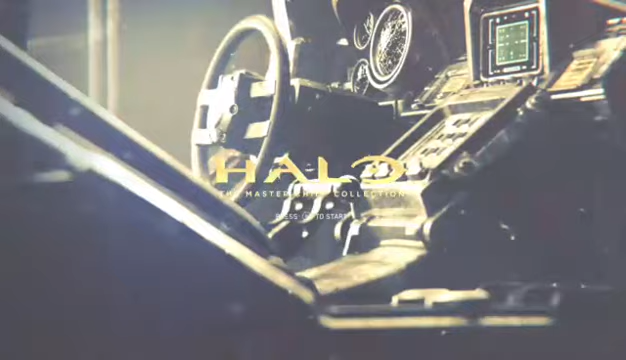 HALO
THE MASTER CHIEF COLLECTION
PRESS TO START